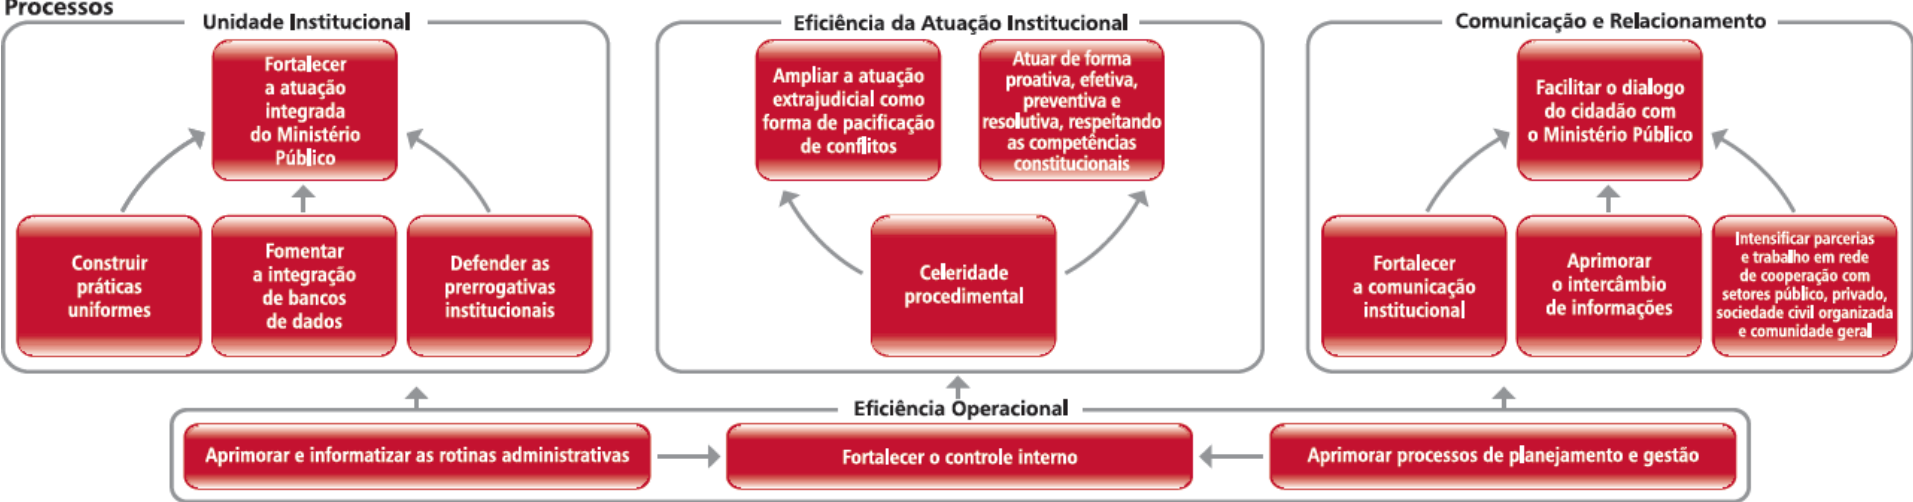 Processos
Unidade Institucional
Fortalecer
a atuação
integrada
do Ministério
Público
Construir
práticas
uniformes
Fomentar
a integração
de bancos
de dados
Defender as
prerrogativas
institucionais
Eficiência da Atuação Institucional
Ampliar a atuação
extrajudicial como
forma de pacificação
de conflitos
Atuar de forma
proativa, efetiva,
preventiva e
resolutiva, respeitando
as competências
constitucionais
Celeridade
procedimental
Comunicação e Relacionamento
Facilitar o dialogo
do cidadão com
o Ministério Público
Fortalecer
a comunicação
institucional
Aprimorar
o intercâmbio
de informações
Intensificar parcerias
e trabalho em rede
de cooperação com
setores público, privado,
sociedade civil organizada
e comunidade geral
Eficiência Operacional
Aprimorar e informatizar as rotinas administrativas
Fortalecer o controle interno
Aprimorar processos de planejamento e gestão